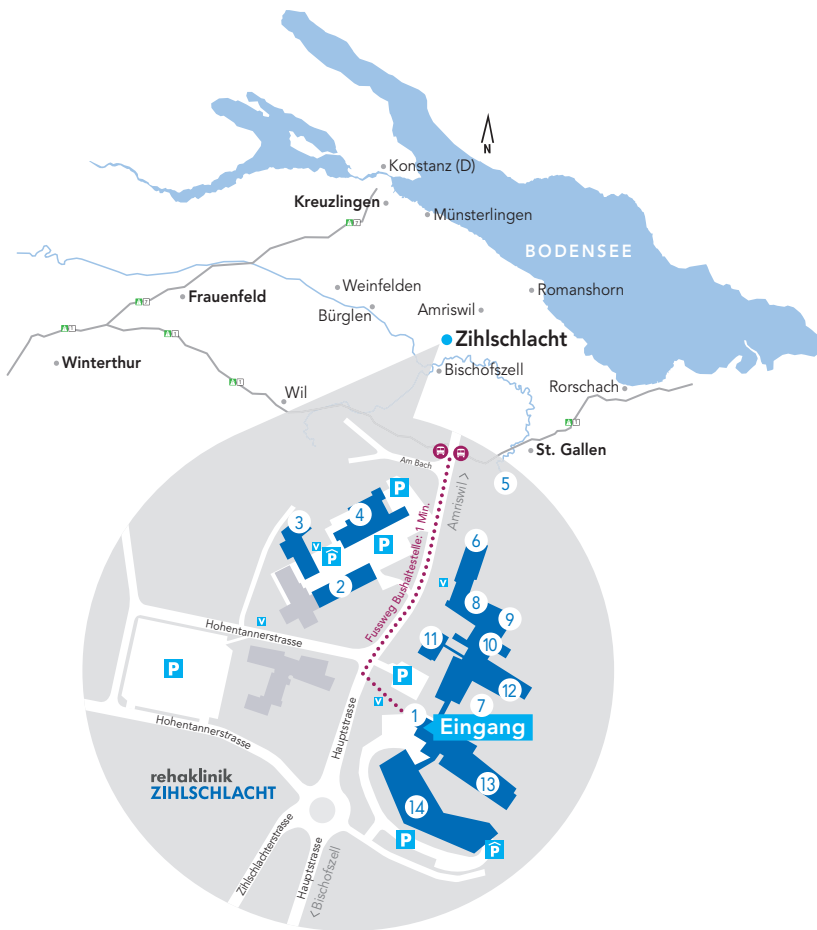 N
Konstanz (D)
Kreuzlingen
Münsterlingen
BODENSEE
Weinfelden
Romanshorn
Frauenfeld
Bürglen
Amriswil
Zihlschlacht
Winterthur
Bischofszell
Rorschach
Wil
St. Gallen
Am Bach
Amriswil >
Fussweg Bushaltestelle: 1 Min.
5
P
3
4
6
V
P
P
2
V
8
9
V
Hohentannerstrasse
11
10
P
P
12
V
7
1
Eingang
Hauptstrasse
Hohentannerstrasse
rehaklinik
ZIHLSCHLACHT
13
14
P
P
Zihlschlachterstrasse
Hauptstrasse
< Bischofszell